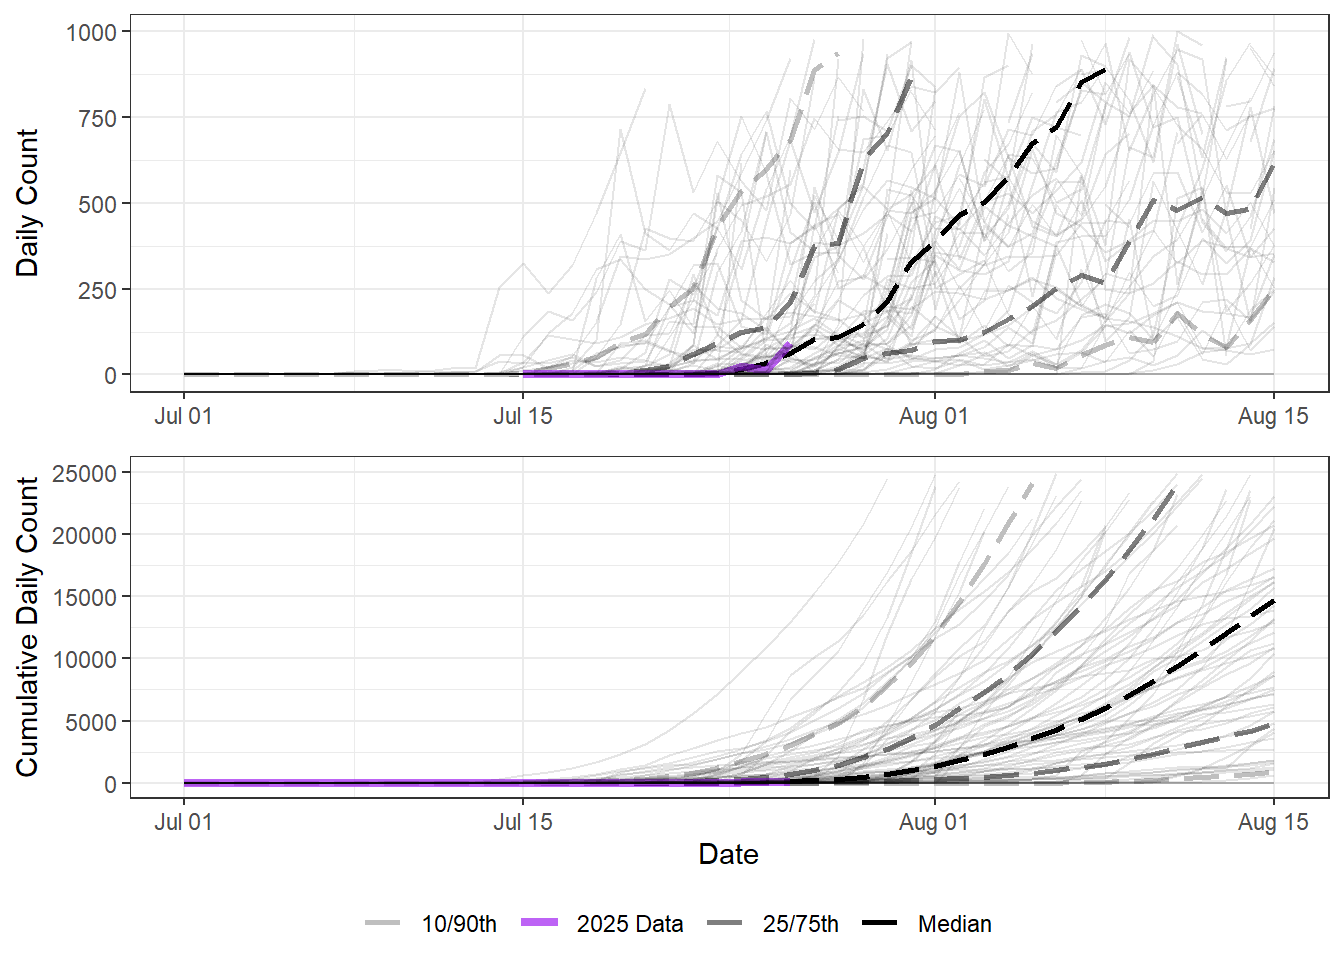 Daily Count
1000
750
500
250
0
Jul 01 Jul 15 Aug 01 Aug 15
Cumulative Daily Count
25000
20000
15000
10000
5000
0
Jul 01 Jul 15 Aug 01 Aug 15
Date
10/90th 2025 Data 25/75th Median